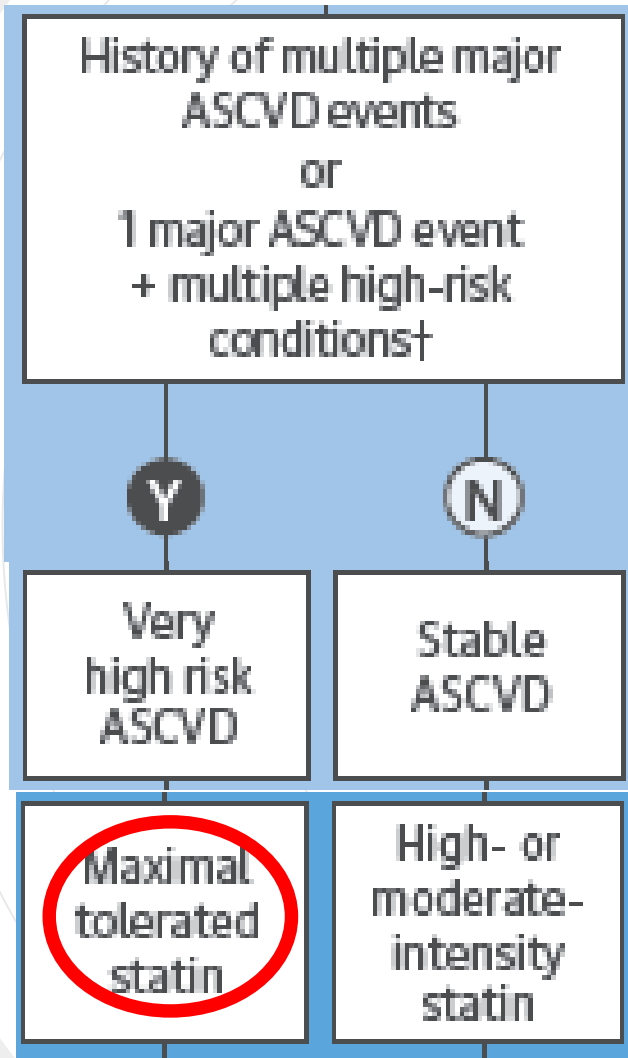 History of multiple major
ASCVD events
or
1 major ASCVD event
+ multiple high-risk
conditions†
Y
N
Very
high risk
ASCVD
Stable
ASCVD
Maximal
tolerated
statin
High- or
moderate-
intensity
statin